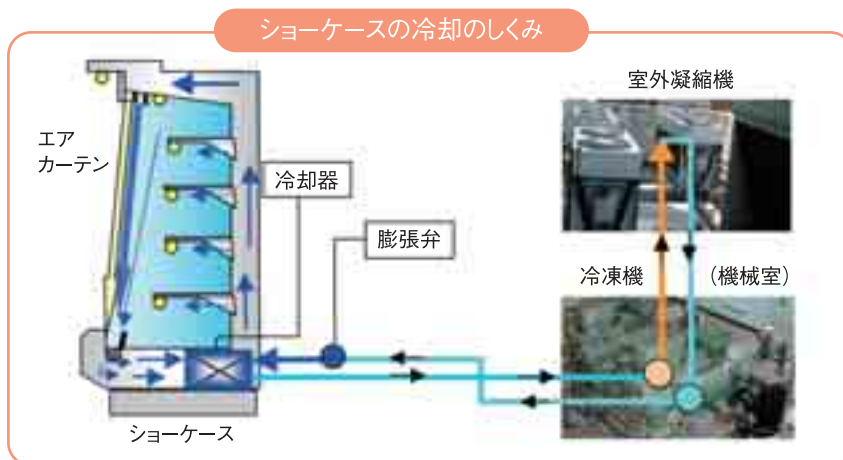 ショーケースの冷却のしくみ
室外凝縮機
エア
カーテン
冷却器
膨張弁
冷凍機
（機械室）
ショーケース